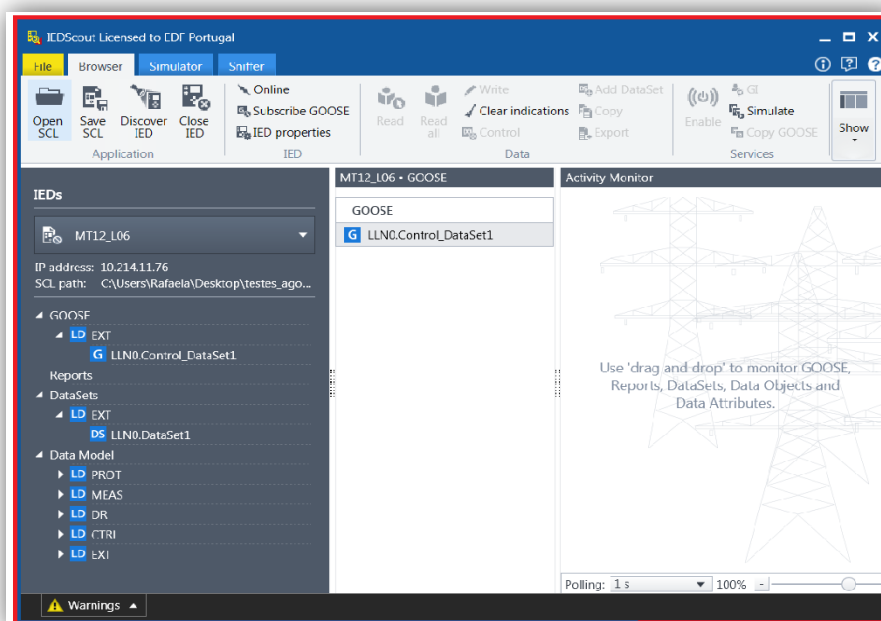 IEDScout Licensed to EDF Portugal
File Browser Simulator Sniffer
Open SCL
Save SCL
Discover IED
Close IED
Application
Online
Subscribe GOOSE
IED properties
IED
Read
Read all
Write
Clear indications
Control
Add DataSet
Copy
Export
Data
Enable
GI
Simulate
Copy GOOSE
Services
Show
IEDs
MT12_L06
IP address: 10.214.11.76
SCL path: C:\Users\Rafaela\Desktop\testes_ago...
GOOSE
LD EXT
G LLN0.Control_DataSet1
Reports
DataSets
LD EXT
DS LLN0.DataSet1
Data Model
LD PROT
LD MEAS
LD DR
LD CTRL
LD EXT
MT12_L06 • GOOSE
GOOSE
G LLN0.Control_DataSet1
Activity Monitor
Use 'drag and drop' to monitor GOOSE,
Reports, DataSets, Data Objects and
Data Attributes.
Polling: 1 s 100% -
Warnings